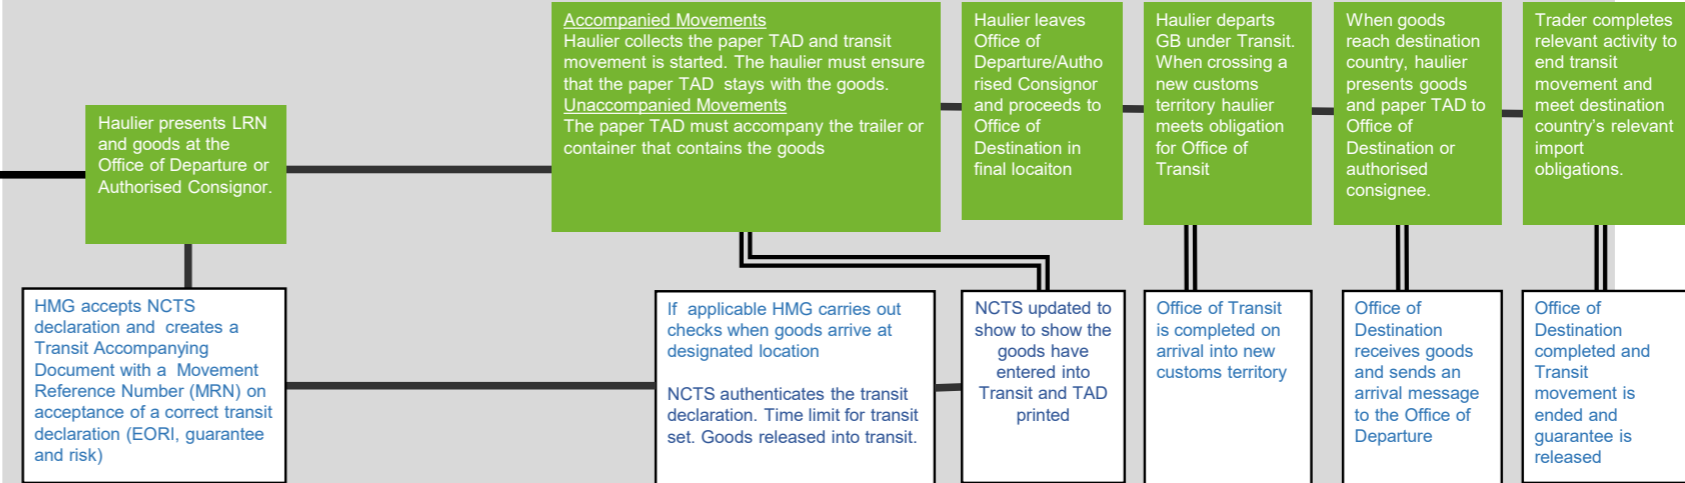 Haulier presents LRN
and goods at the
Office of Departure or
Authorised Consignor.
Accompanied Movements
Haulier collects the paper TAD and transit
movement is started. The haulier must ensure
that the paper TAD stays with the goods.
Unaccompanied Movements
The paper TAD must accompany the trailer or
container that contains the goods
Haulier leaves
Office of
Departure/Autho
rised Consignor
and proceeds to
Office of
Destination in
final locaiton
Haulier departs
GB under Transit.
When crossing a
new customs
territory haulier
meets obligation
for Office of
Transit
When goods
reach destination
country, haulier
presents goods
and paper TAD to
Office of
Destination or
authorised
consignee.
Trader completes
relevant activity to
end transit
movement and
meet destination
country's relevant
import
obligations.
HMG accepts NCTS
declaration and creates a
Transit Accompanying
Document with a Movement
Reference Number (MRN) on
acceptance of a correct transit
declaration (EORI, guarantee
and risk)
If applicable HMG carries out
checks when goods arrive at
designated location
NCTS authenticates the transit
declaration. Time limit for transit
set. Goods released into transit.
NCTS updated to
show to show the
goods have
entered into
Transit and TAD
printed
Office of Transit
is completed on
arrival into new
customs territory
Office of
Destination
receives goods
and sends an
arrival message
to the Office of
Departure
Office of
Destination
completed and
Transit
movement is
ended and
guarantee is
released